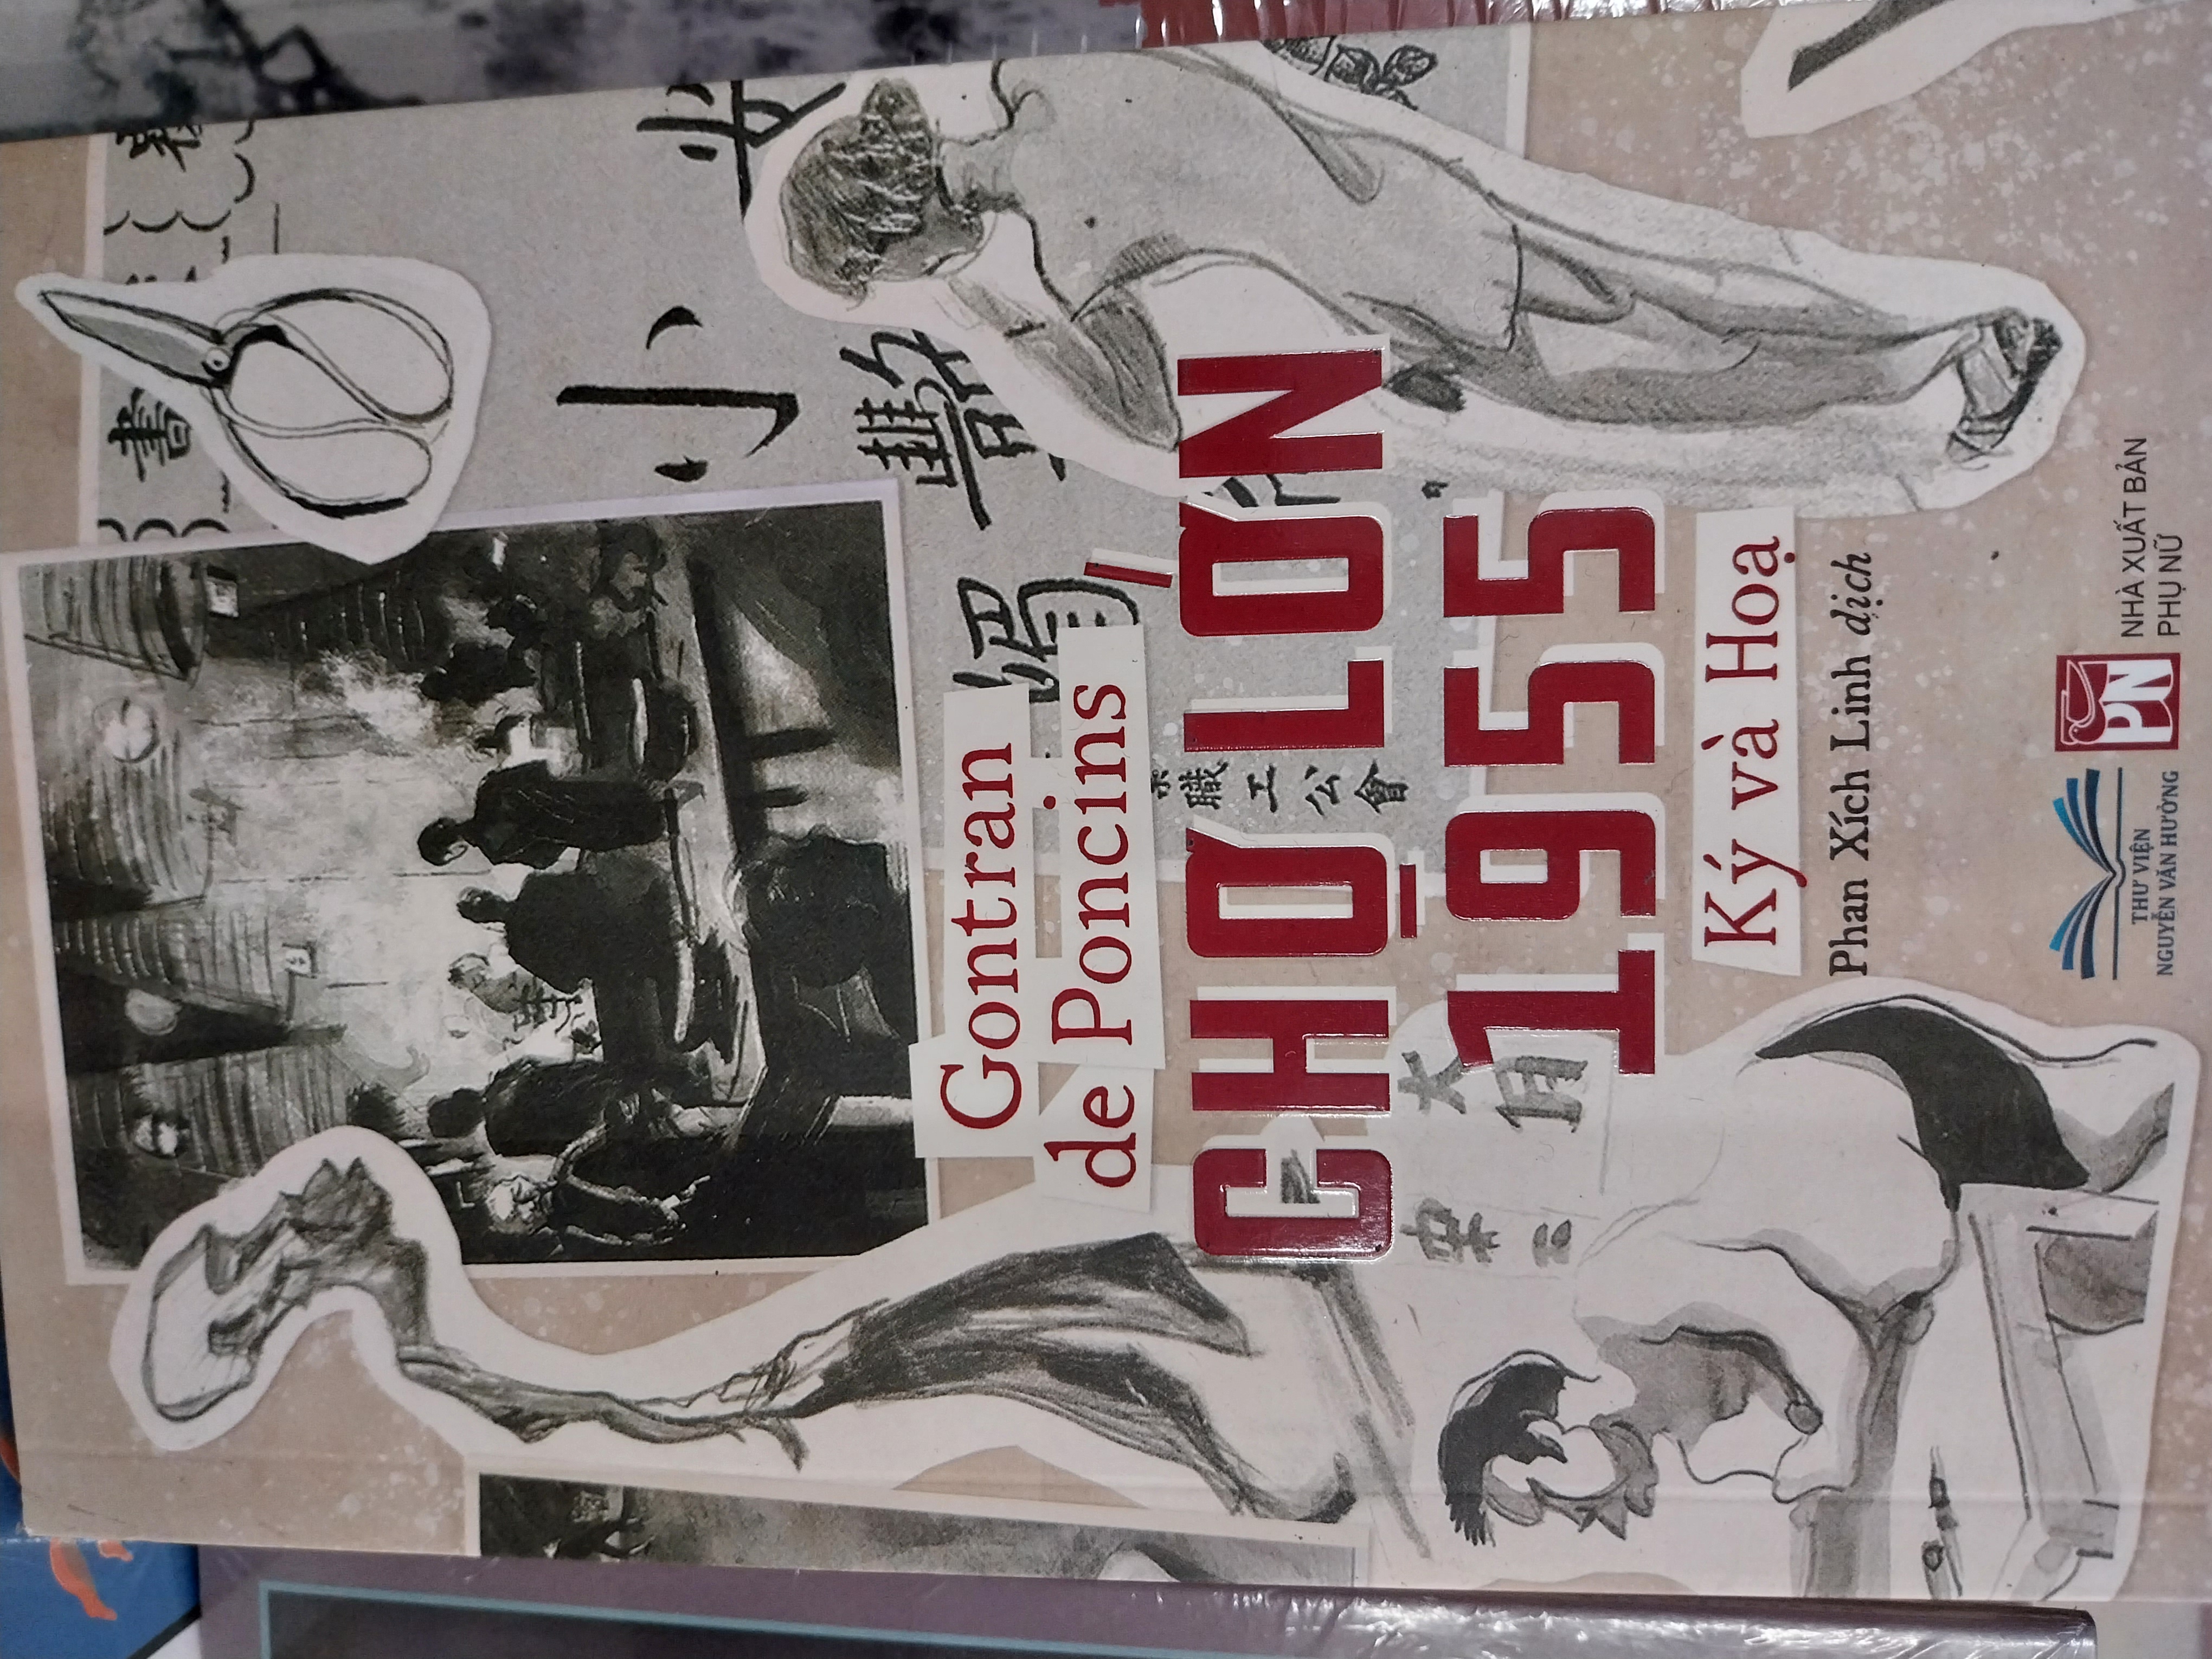 書
小
安
艷
Gontran
de Poncins
職
工
公
會
CHỢ LỚN
大
1955
Ký và Hoạ
Phan Xích Linh dịch
THƯ VIỆN
NGUYỄN VĂN HƯỞNG
PN
NHÀ XUẤT BẢN
PHỤ NỮ